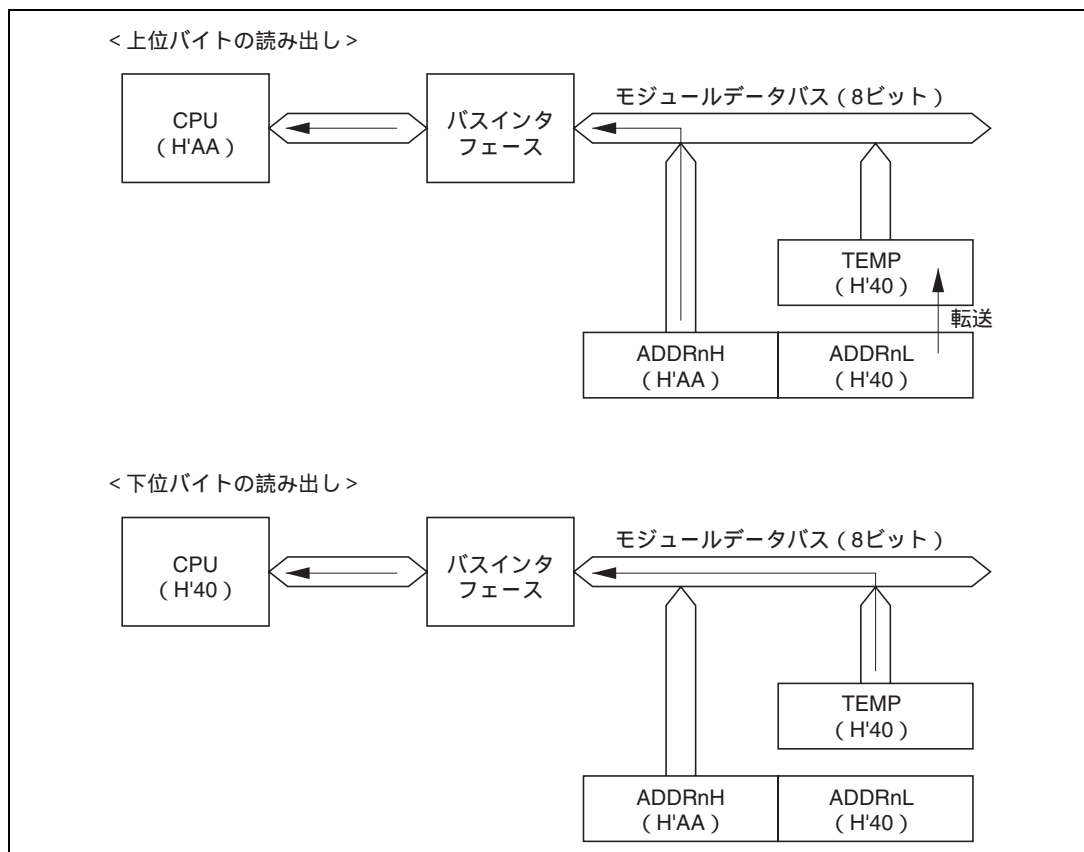 <上位バイトの読み出し>
モジュールデータバス(8ビット)
CPU
(H'AA)
バスインタ
フェース
TEMP
(H'40)
転送
ADDRnH
(H'AA)
ADDRnL
(H'40)
<下位バイトの読み出し>
モジュールデータバス(8ビット)
CPU
(H'40)
バスインタ
フェース
TEMP
(H'40)
ADDRnH
(H'AA)
ADDRnL
(H'40)